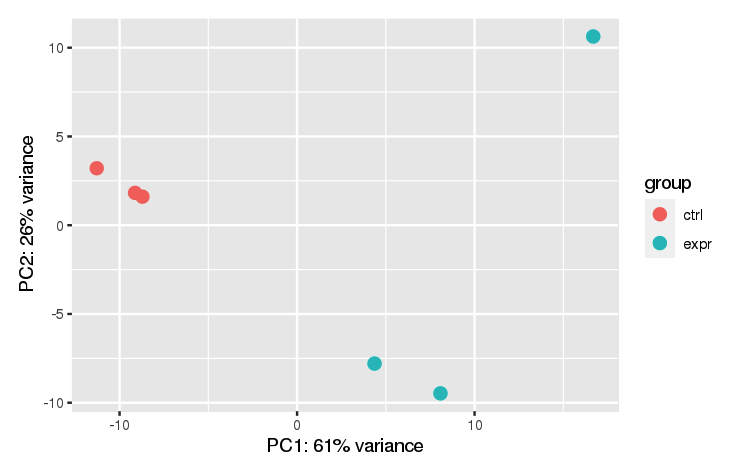 10
5
0
-5
-10
-10
0
10
PC1: 61% variance
PC2: 26% variance
group
ctrl
expr